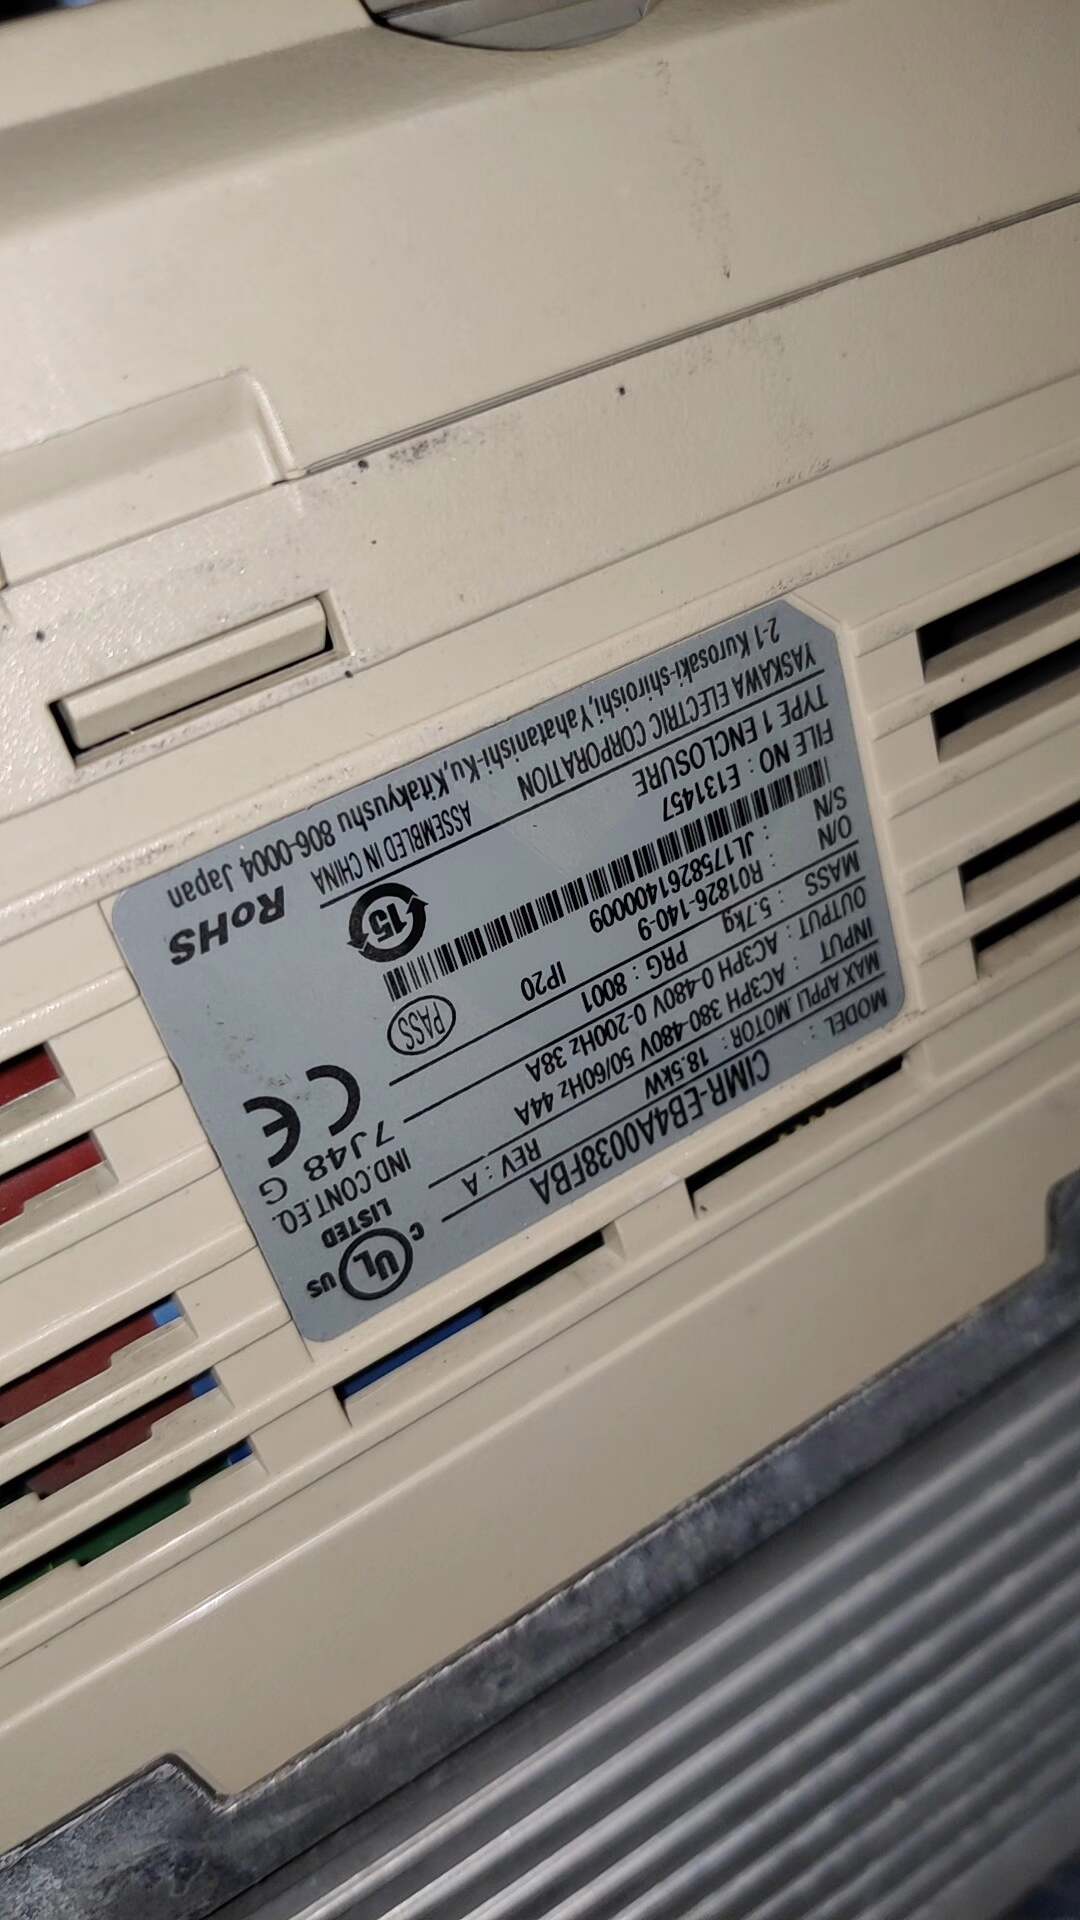 MODEL : CIMR-EB4A0038FBA
MAX APPLI. MOTOR : 18.5kW REV : A
INPUT : AC3PH 380-480V 50/60Hz 44A
OUTPUT : AC3PH 0-480V 0-200Hz 38A
MASS : 5.7kg PRG : 8001
O/N : R01826-140-9 IP20
S/N : JL1758261400009
PASS
FILE NO : E131457
TYPE 1 ENCLOSURE
YASKAWA ELECTRIC CORPORATION ASSEMBLED IN CHINA
2-1 Kurosaki-shiroishi, Yahatanishi-Ku, Kitakyushu 806-0004 Japan
C UL US
LISTED
IND.CONT.EQ.
7J48 G
CE
15
RoHS